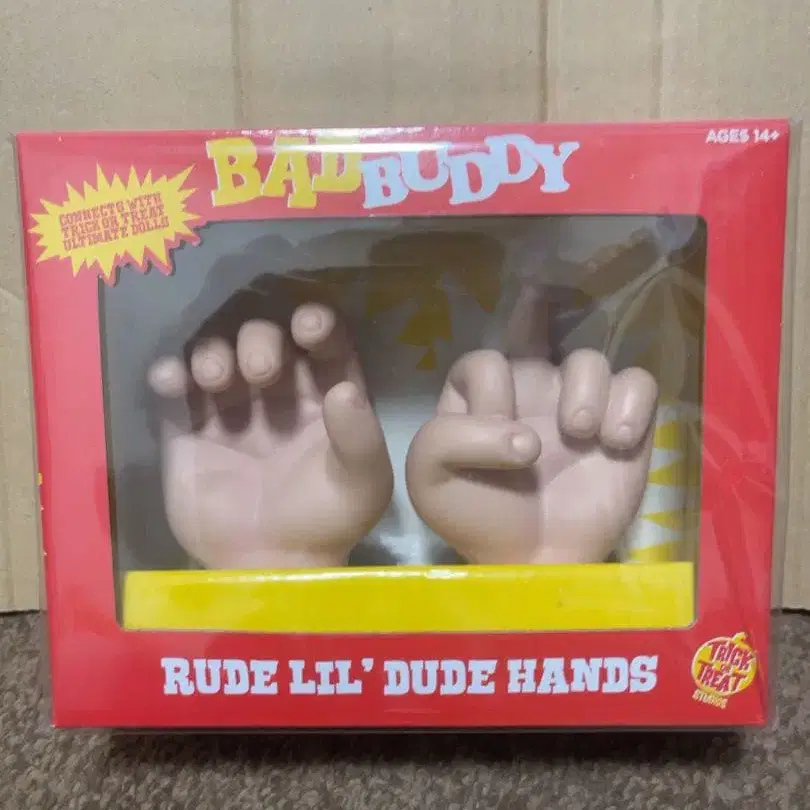 BAD BUDDY
AGES 14+
CONNECTS WITH
TRICK OR TREAT
ULTIMATE DOLLS
RUDE LIL' DUDE HANDS
TRICK
OR
TREAT
STUDIOS